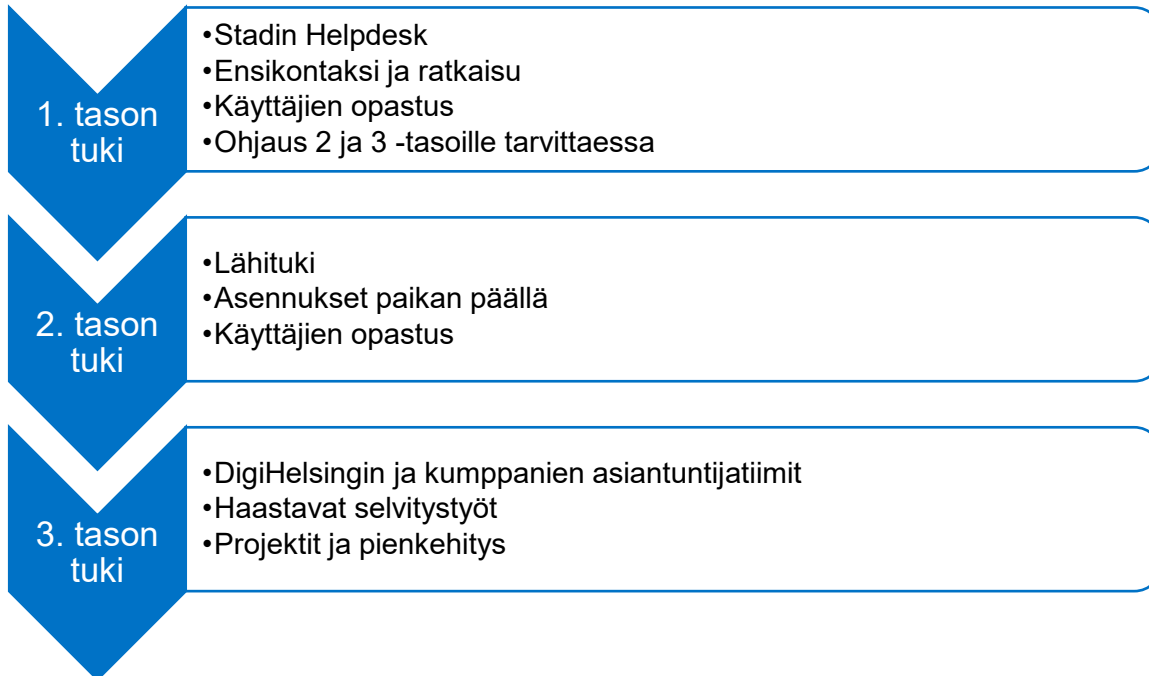 1. tason
tuki
•Stadin Helpdesk
•Ensikontaksi ja ratkaisu
•Käyttäjien opastus
•Ohjaus 2 ja 3 -tasoille tarvittaessa
2. tason
tuki
•Lähituki
•Asennukset paikan päällä
•Käyttäjien opastus
3. tason
tuki
•DigiHelsingin ja kumppanien asiantuntijatiimit
•Haastavat selvitystyöt
•Projektit ja pienkehitys